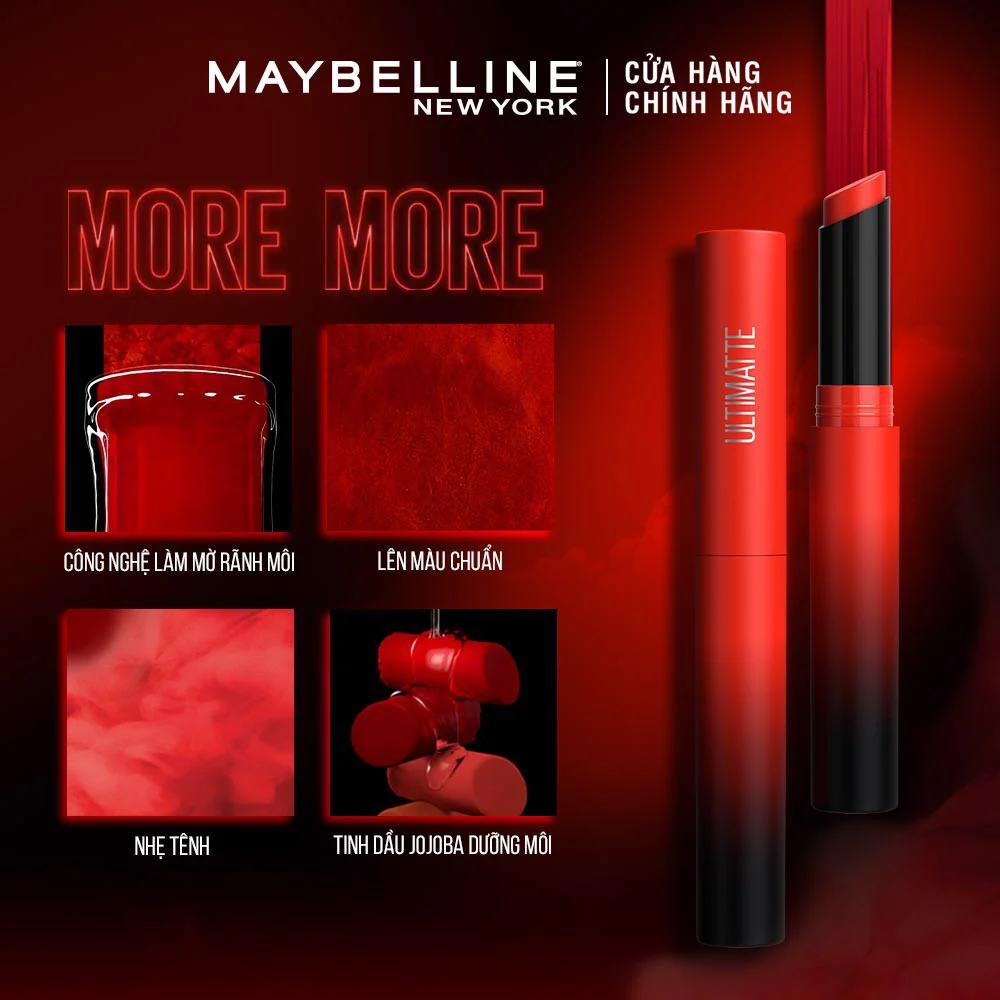 MAYBELLINE®
NEW YORK
CỬA HÀNG
CHÍNH HÃNG
MORE MORE
CÔNG NGHỆ LÀM MỜ RÃNH MÔI
LÊN MÀU CHUẨN
ULTIMATTE
NHẸ TÊNH
TINH DẦU JOJOBA DƯỠNG MÔI